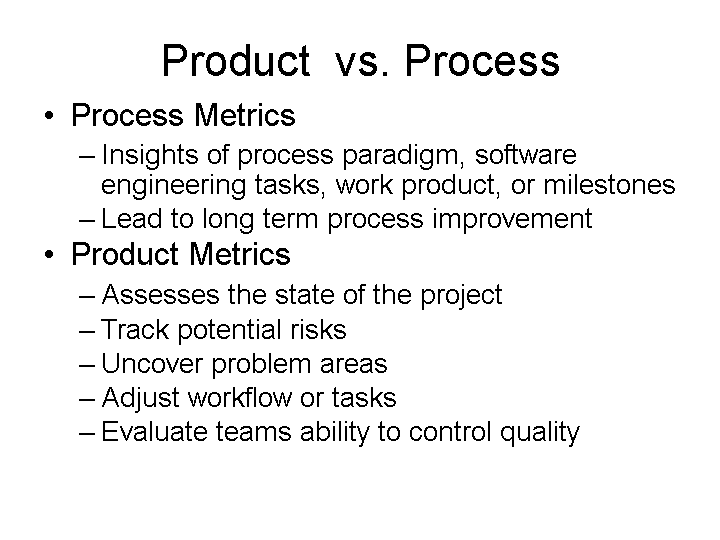 Product  vs. Process
• Process Metrics
– Insights of process paradigm, software
engineering tasks, work product, or milestones
– Lead to long term process improvement
• Product Metrics
– Assesses the state of the project
– Track potential risks
– Uncover problem areas
– Adjust workflow or tasks
– Evaluate teams ability to control quality